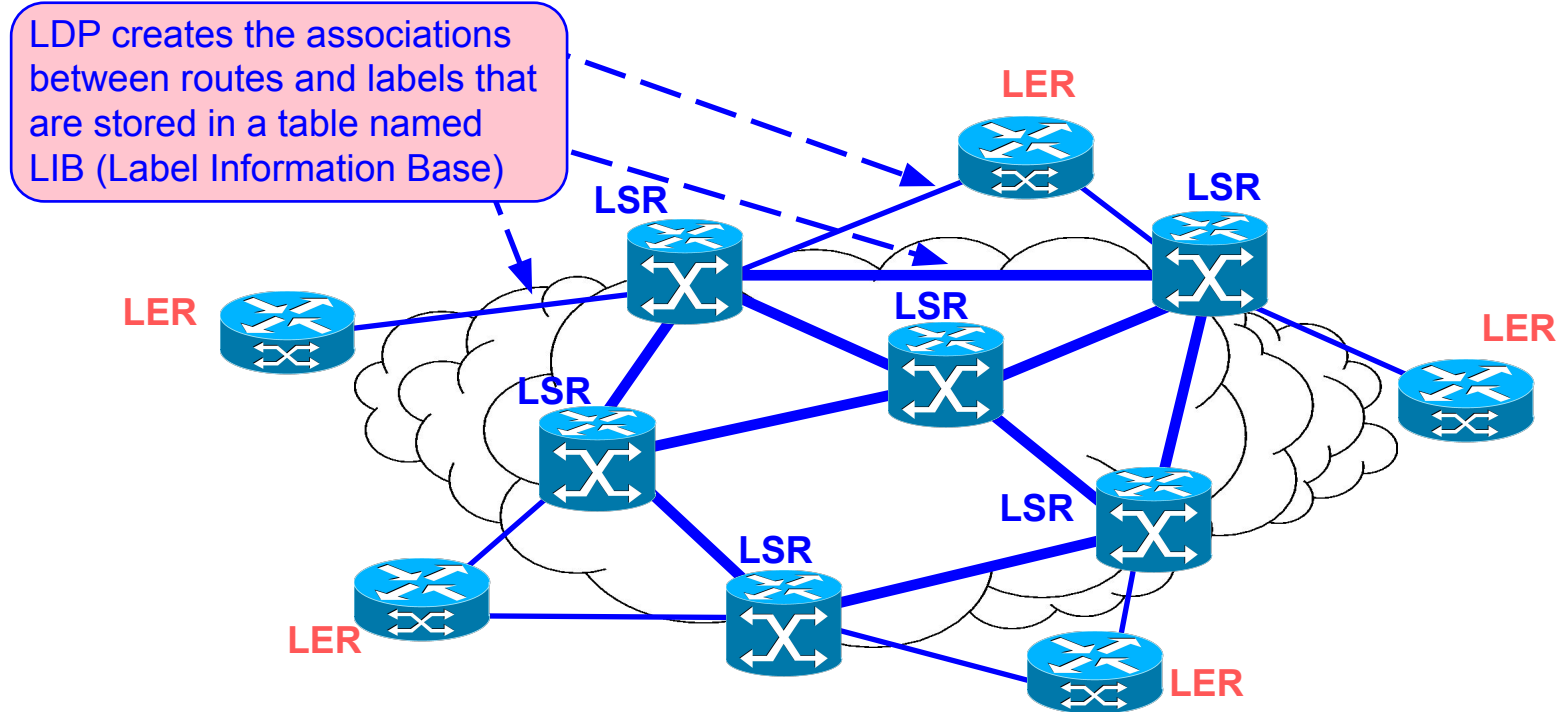 LDP creates the associations
between routes and labels that
are stored in a table named
LIB (Label Information Base)
LER
LSR
LSR
LER
LSR
LER
LSR
LSR
LSR
LER
LER